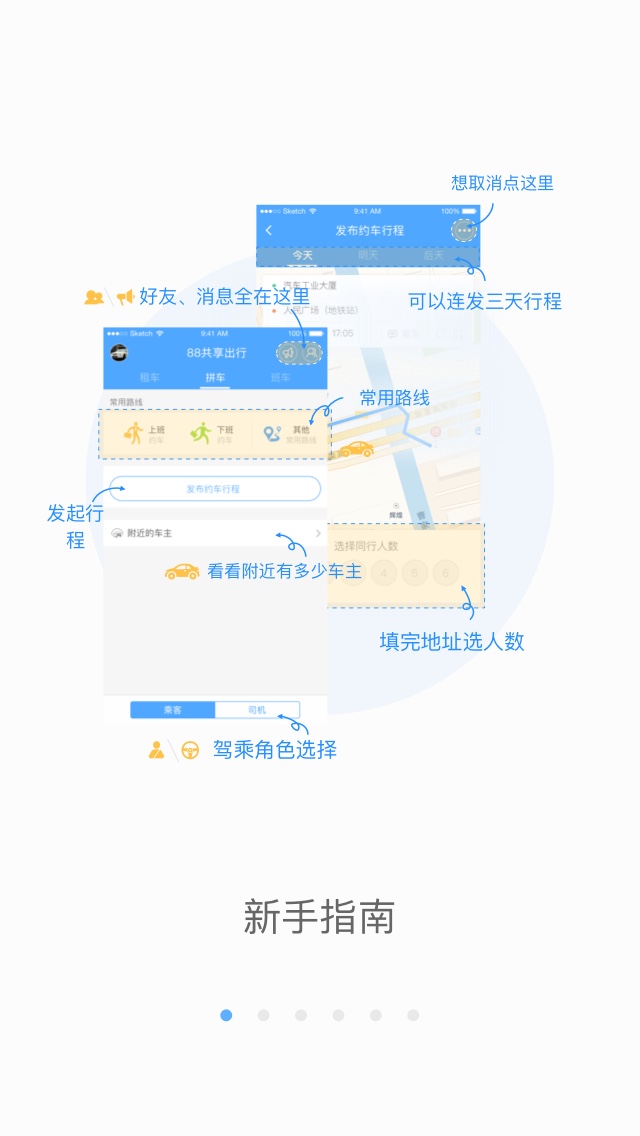 想取消点这里
Sketch 9:41 AM 100%
发布约车行程
今天 明天 后天
汽车工业大厦
可以连发三天行程
好友、消息全在这里
人民广场（地铁站）
Sketch 9:41 AM 100%
17:05
88共享出行
租车 拼车 班车
常用路线
常用路线
上班 下班 其他
约车 约车 常用路线
发布约车行程
发起行
程
附近的车主
选择同行人数
看看附近有多少车主
4 5 6
填完地址选人数
乘客 司机
驾乘角色选择
新手指南